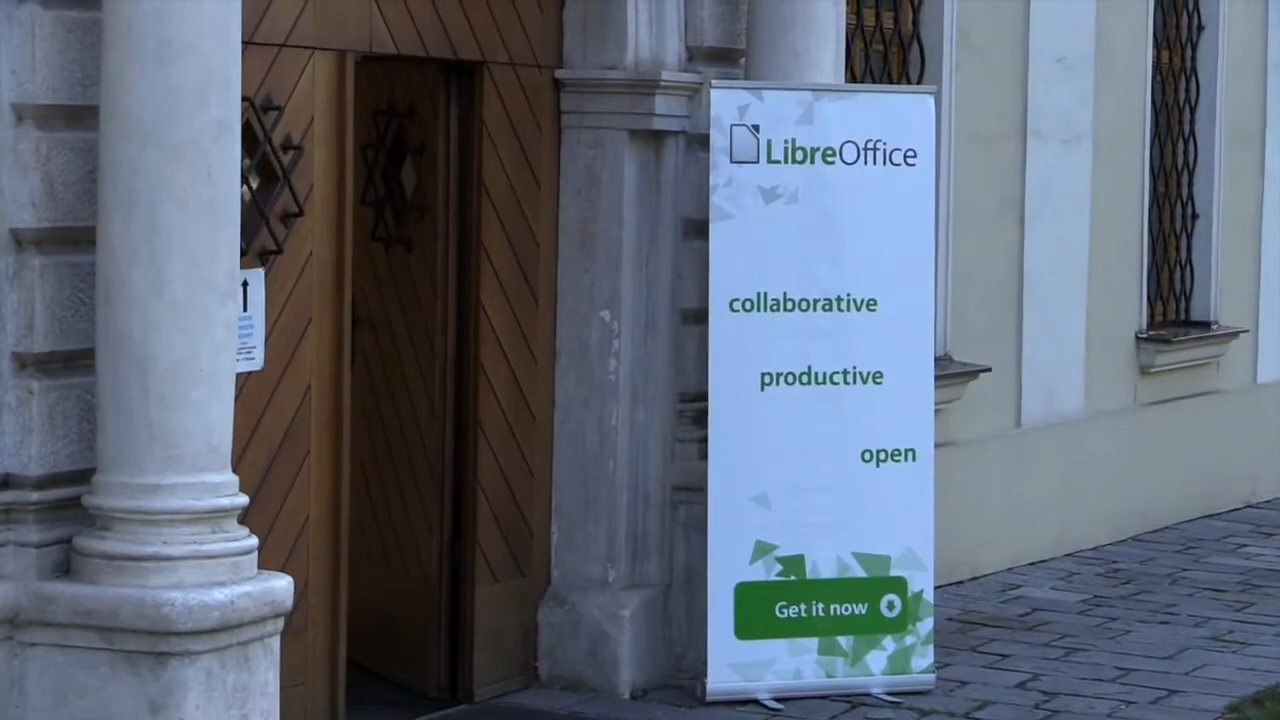 LibreOffice
collaborative
productive
open
Get it now